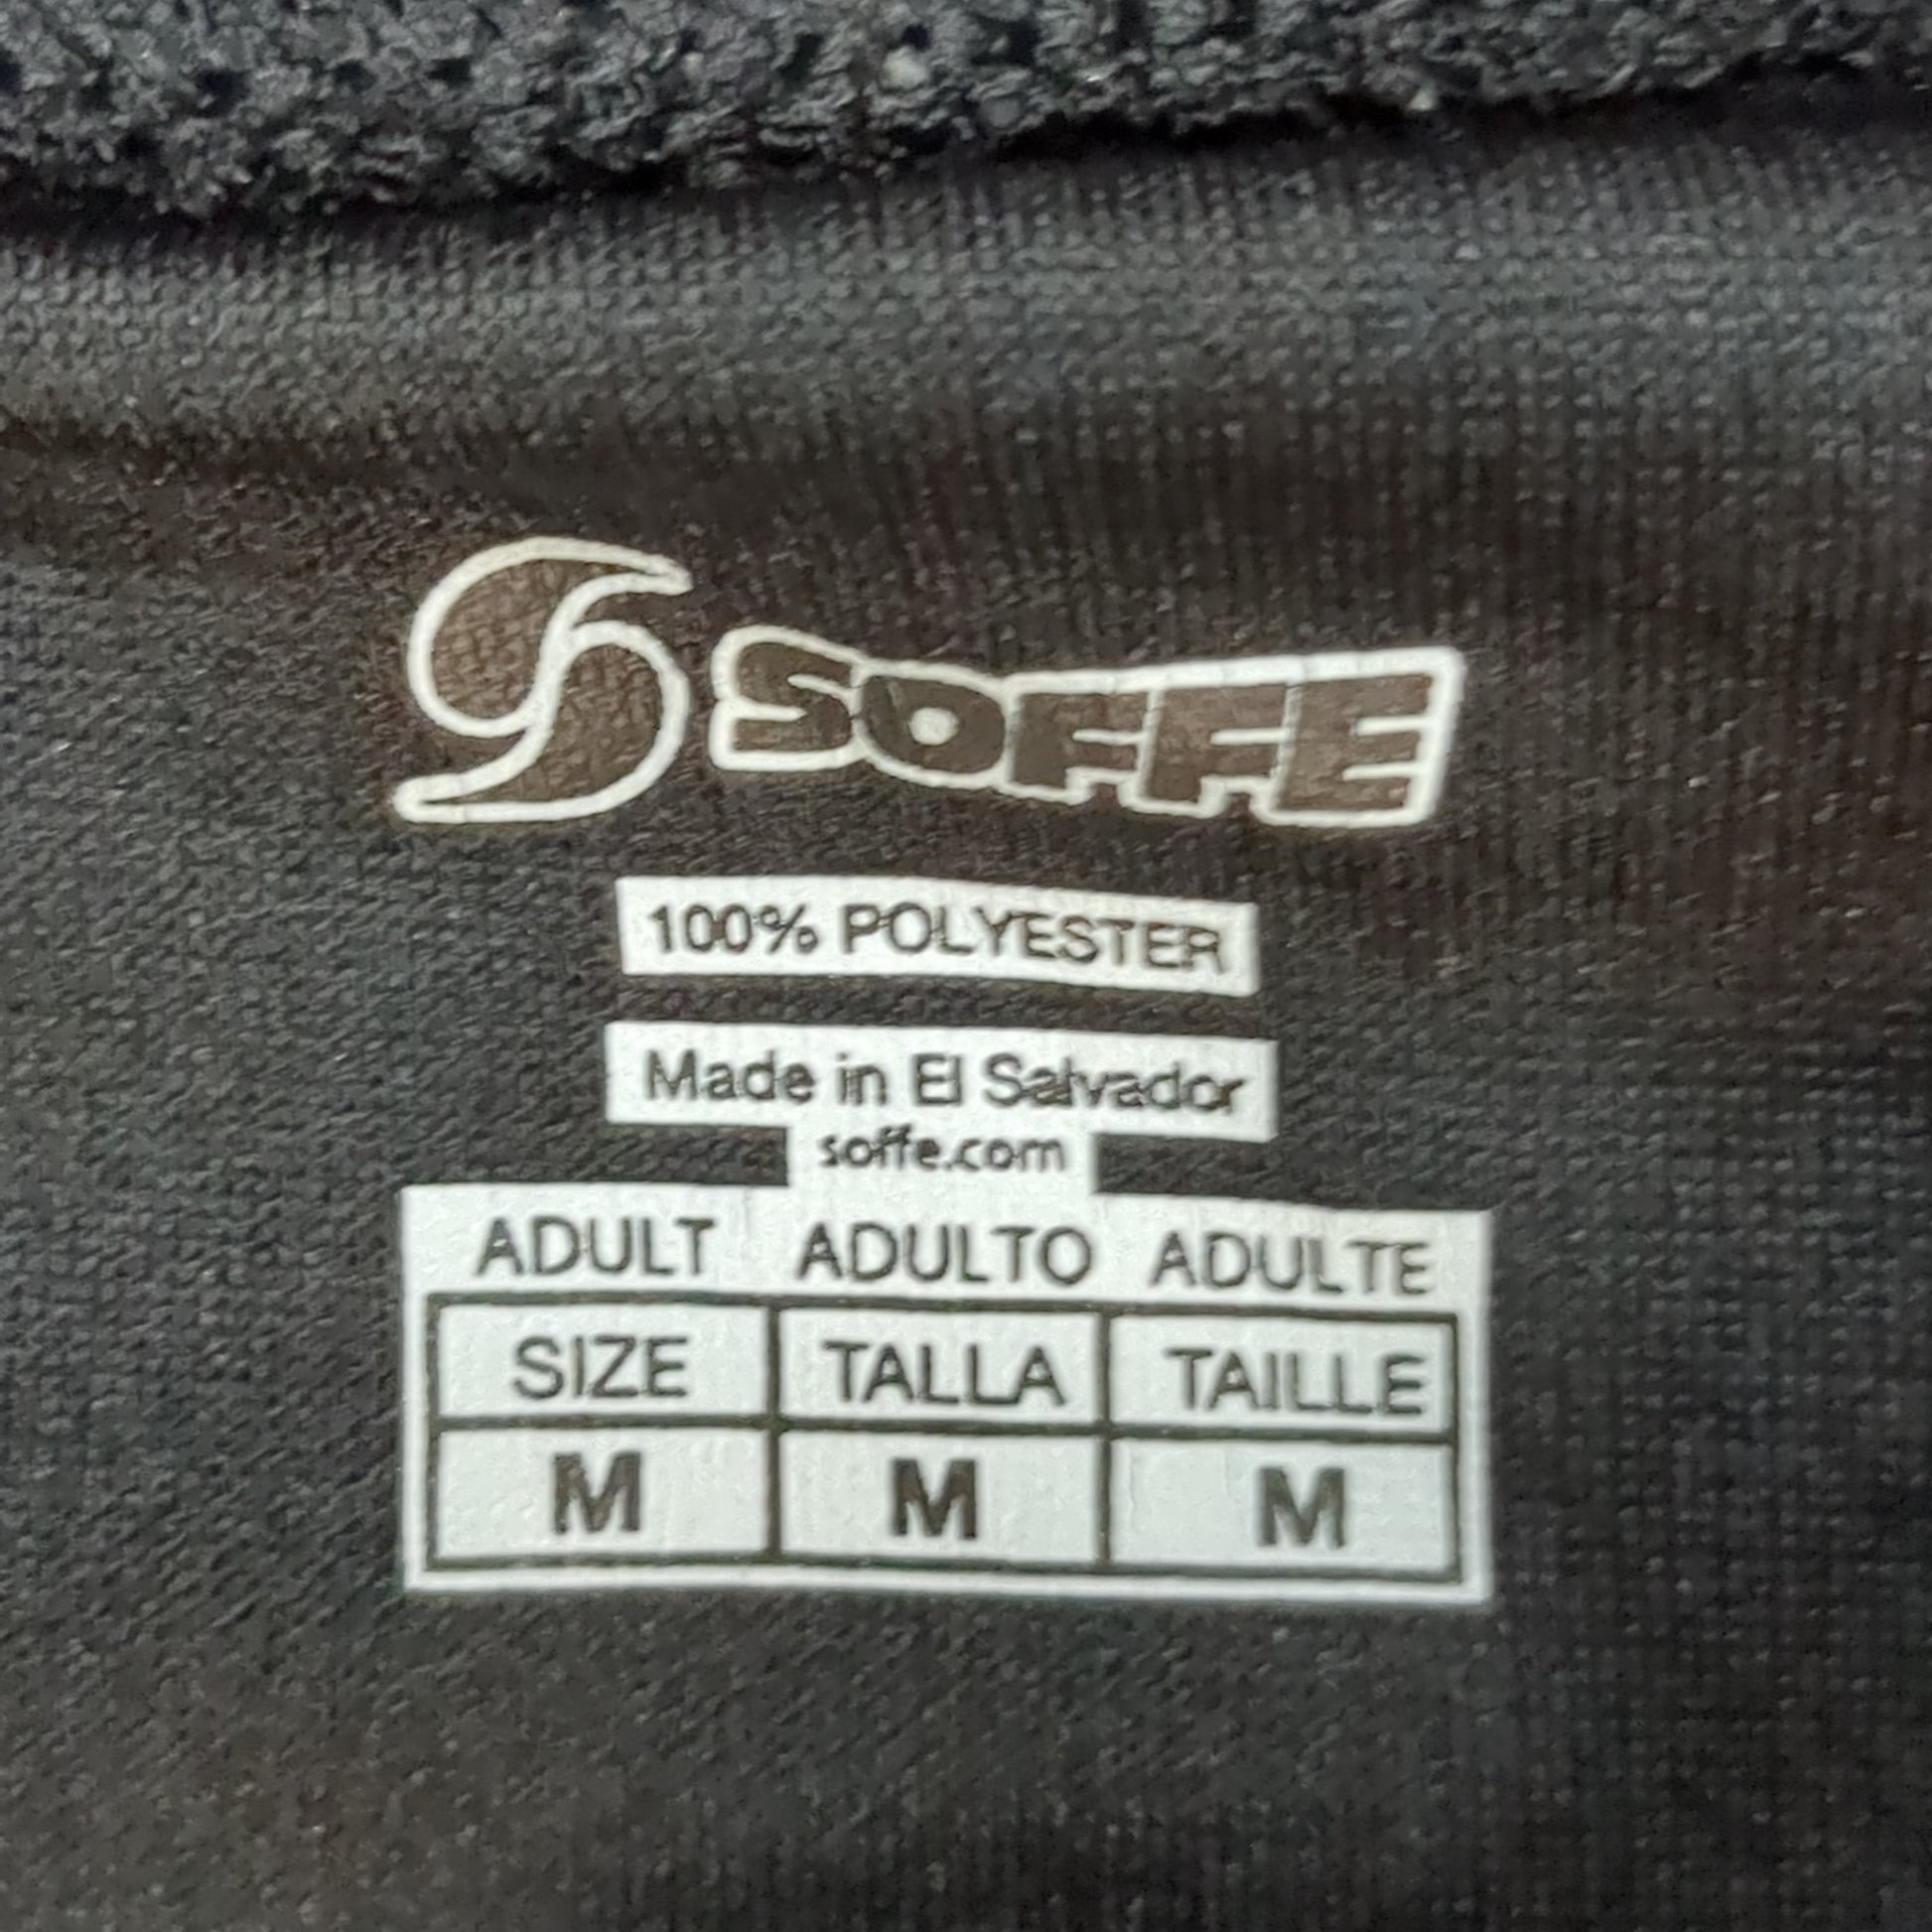 SOFFE
100% POLYESTER
Made in El Salvador
soffe.com
ADULT ADULTO ADULTE
SIZE TALLA TAILLE
M M M